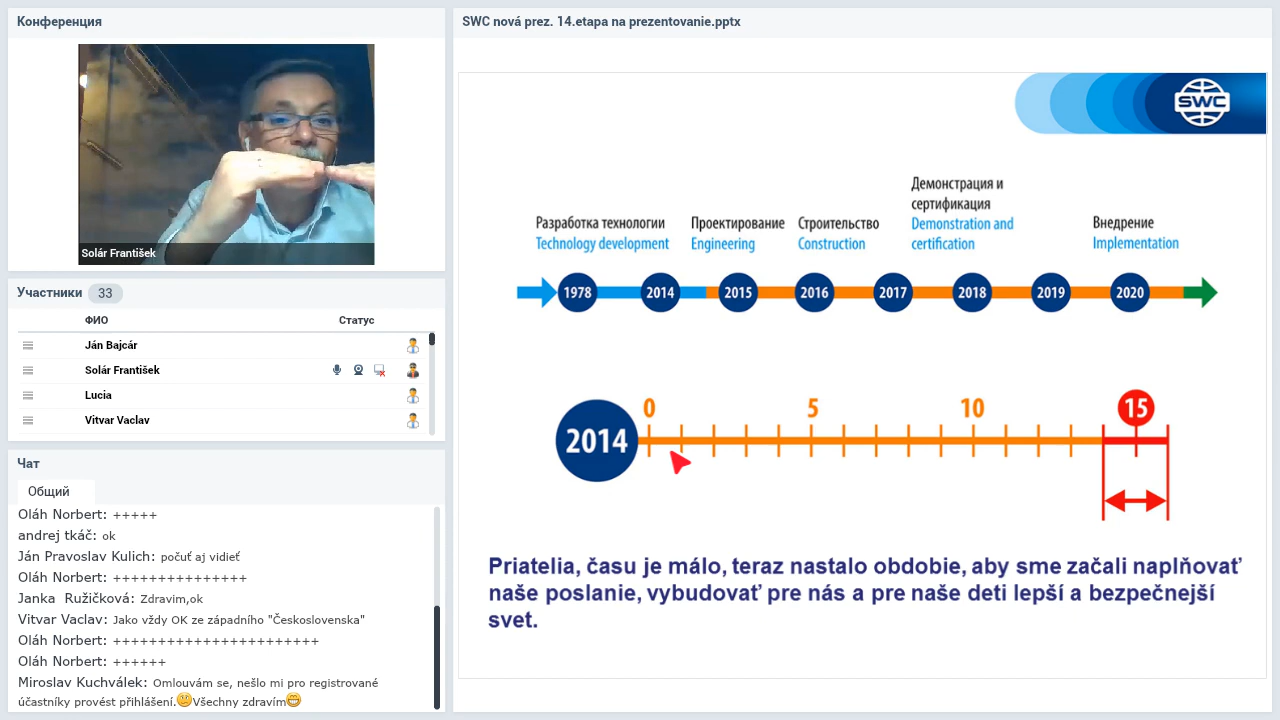 Конференция
Solár František
Участники 33
ФИО Статус
Ján Bajcár
Solár František
Lucia
Vitvar Vaclav
Чат
Общий
Oláh Norbert: +++++
andrej tkáč: ok
Ján Pravoslav Kulich: počuť aj vidieť
Oláh Norbert: +++++++++++++++
Janka Ružičková: Zdravim,ok
Vitvar Vaclav: Jako vždy OK ze západního "Československa"
Oláh Norbert: +++++++++++++++++++++++
Oláh Norbert: ++++++
Miroslav Kuchválek: Omlouvám se, nešlo mi pro registrované
účastníky provést přihlášení. Všechny zdravím
SWC nová prez. 14.etapa na prezentovanie.pptx
SWC
Разработка технологии
Technology development
Проектирование
Engineering
Строительство
Construction
Демонстрация и
сертификация
Demonstration and
certification
Внедрение
Implementation
1978 2014 2015 2016 2017 2018 2019 2020
2014 0 5 10 15
Priatelia, času je málo, teraz nastalo obdobie, aby sme začali naplňovať
naše poslanie, vybudovať pre nás a pre naše deti lepší a bezpečnejší
svet.